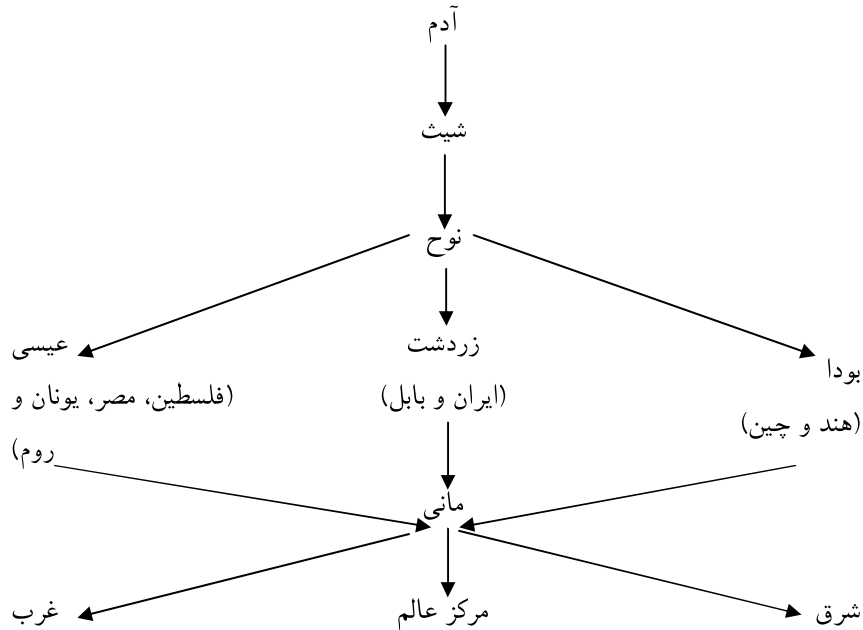 آدم
شیث
نوح
بودا
(هند و چین)
زردشت
(ایران و بابل)
عیسی
(فلسطین، مصر، یونان و
روم)
مانی
شرق
مرکز عالم
غرب